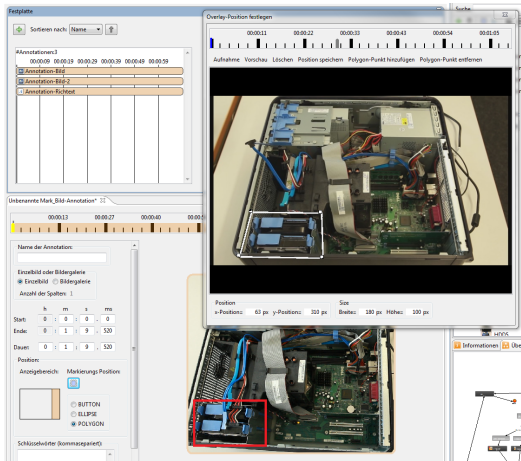 Festplatte
Sortieren nach: Name
#Annotationen:3
00:00:09 00:00:19 00:00:29 00:00:39 00:00:49 00:00:59
Annotation-Bild
Annotation-Bild-2
Annotation-Richtext
Overlay-Position festlegen
00:00:11 00:00:22 00:00:33 00:00:43 00:00:54 00:01:05
Aufnahme Vorschau Löschen Position speichern Polygon-Punkt hinzufügen Polygon-Punkt entfernen
Position
x-Position: 63 px y-Position: 310 px
Size
Breite: 180 px Höhe: 100 px
Suche
Unbenannte Mark_Bild-Annotation*
00:00:13 00:00:27 00:00:40
Name der Annotation:
Einzelbild oder Bildergalerie
Einzelbild Bildergalerie
Anzahl der Spalten: 1
h m s ms
Start: 0 : 0 : 0 . 0
Ende: 0 : 1 : 9 . 520
Dauer: 0 : 1 : 9 . 520
Position:
Anzeigebereich: Markierungs Position:
BUTTON
ELLIPSE
POLYGON
Schlüsselwörter (kommasepariert):
Informationen